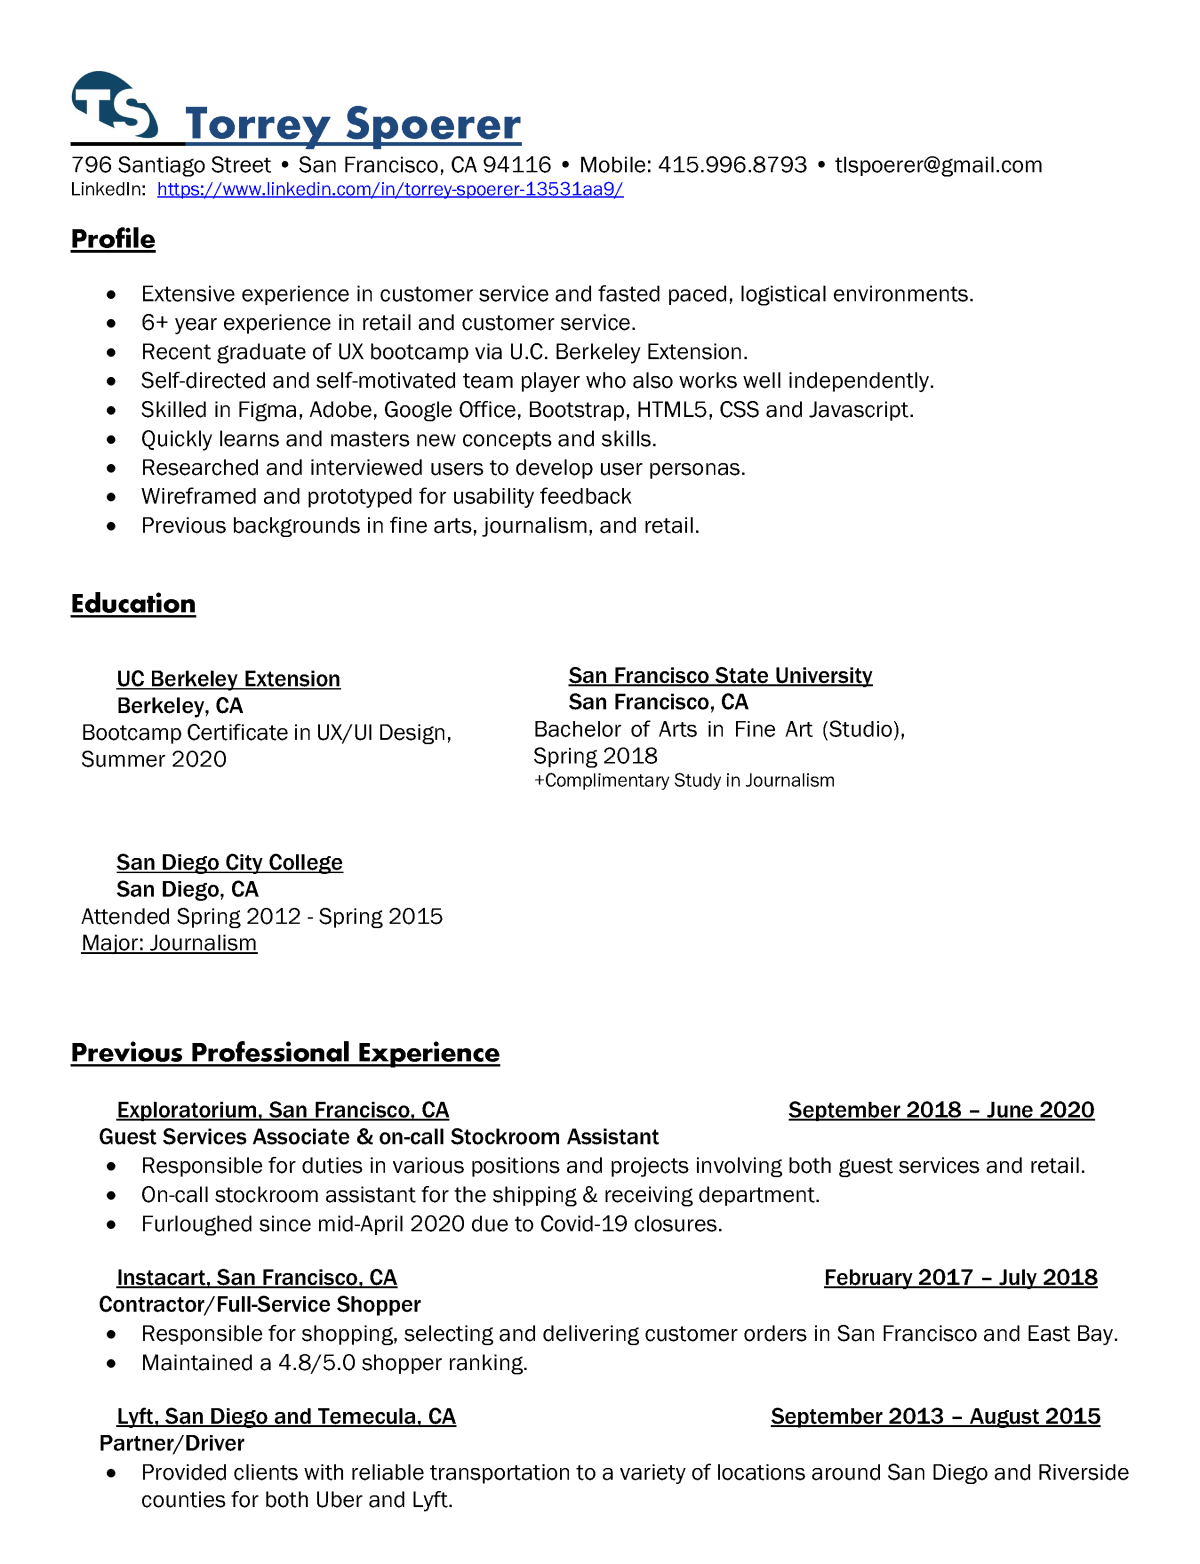 TS Torrey Spoerer
796 Santiago Street • San Francisco, CA 94116 • Mobile: 415.996.8793 • tlspoerer@gmail.com
LinkedIn: https://www.linkedin.com/in/torrey-spoerer-13531aa9/
Profile
• Extensive experience in customer service and fasted paced, logistical environments.
• 6+ year experience in retail and customer service.
• Recent graduate of UX bootcamp via U.C. Berkeley Extension.
• Self-directed and self-motivated team player who also works well independently.
• Skilled in Figma, Adobe, Google Office, Bootstrap, HTML5, CSS and Javascript.
• Quickly learns and masters new concepts and skills.
• Researched and interviewed users to develop user personas.
• Wireframed and prototyped for usability feedback
• Previous backgrounds in fine arts, journalism, and retail.
Education
UC Berkeley Extension
Berkeley, CA
Bootcamp Certificate in UX/UI Design,
Summer 2020
San Francisco State University
San Francisco, CA
Bachelor of Arts in Fine Art (Studio),
Spring 2018
+Complimentary Study in Journalism
San Diego City College
San Diego, CA
Attended Spring 2012 - Spring 2015
Major: Journalism
Previous Professional Experience
Exploratorium, San Francisco, CA September 2018 – June 2020
Guest Services Associate & on-call Stockroom Assistant
• Responsible for duties in various positions and projects involving both guest services and retail.
• On-call stockroom assistant for the shipping & receiving department.
• Furloughed since mid-April 2020 due to Covid-19 closures.
Instacart, San Francisco, CA February 2017 – July 2018
Contractor/Full-Service Shopper
• Responsible for shopping, selecting and delivering customer orders in San Francisco and East Bay.
• Maintained a 4.8/5.0 shopper ranking.
Lyft, San Diego and Temecula, CA September 2013 – August 2015
Partner/Driver
• Provided clients with reliable transportation to a variety of locations around San Diego and Riverside
counties for both Uber and Lyft.